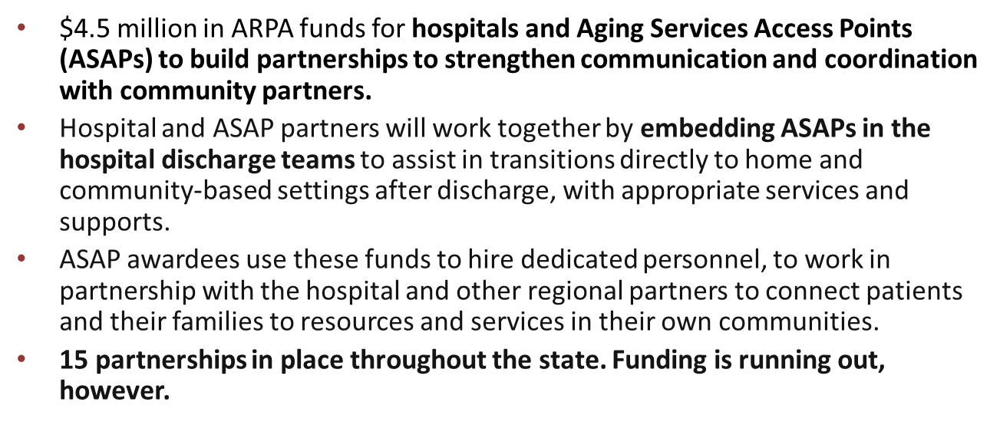 • $4.5 million in ARPA funds for hospitals and Aging Services Access Points
(ASAPs) to build partnerships to strengthen communication and coordination
with community partners.
• Hospital and ASAP partners will work together by embedding ASAPs in the
hospital discharge teams to assist in transitions directly to home and
community-based settings after discharge, with appropriate services and
supports.
• ASAP awardees use these funds to hire dedicated personnel, to work in
partnership with the hospital and other regional partners to connect patients
and their families to resources and services in their own communities.
• 15 partnerships in place throughout the state. Funding is running out,
however.